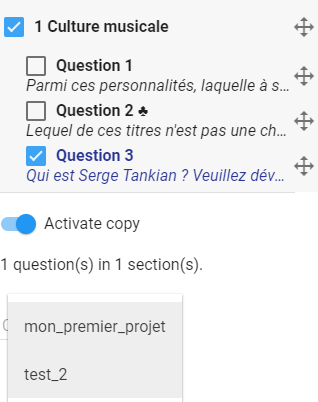 1 Culture musicale
Question 1
Parmi ces personnalités, laquelle à s...
Question 2 ♣
Lequel de ces titres n'est pas une ch...
Question 3
Qui est Serge Tankian ? Veuillez dév...
Activate copy
1 question(s) in 1 section(s).
mon_premier_projet
test_2